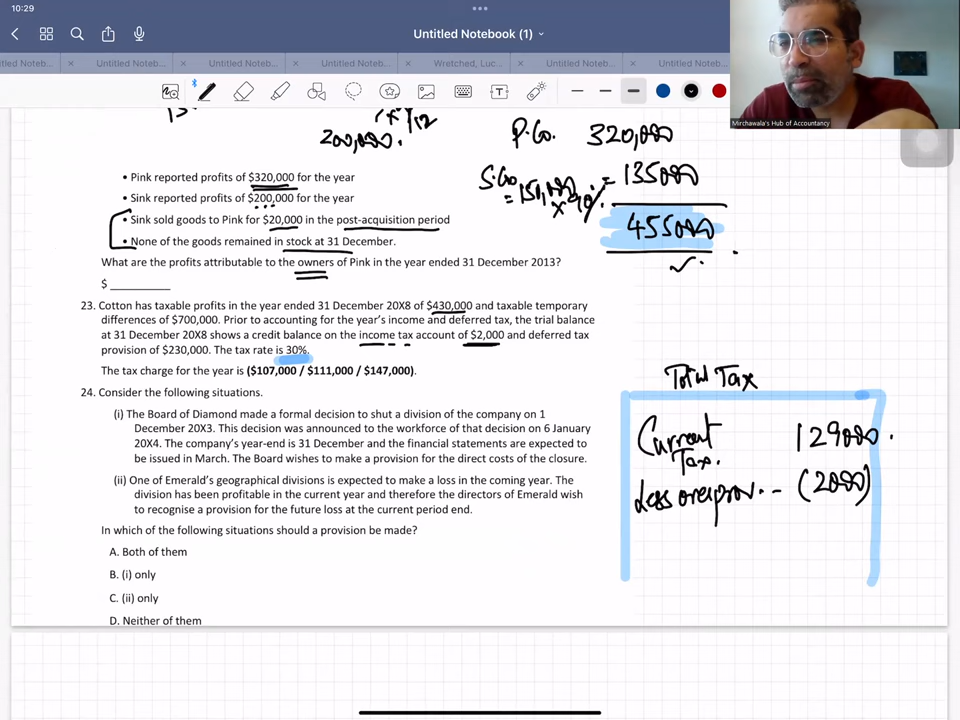 10:29
Untitled Notebook (1)
Untitled Noteb...
Untitled Noteb...
Untitled Noteb...
Untitled Noteb...
Wretched, Luc...
Untitled Noteb...
Untitled Noteb...
Mirchawala's Hub of Accountancy
200,000.
P.Co. 320,000
S.Co = 135000
= 150,000 x 90%
455000
• Pink reported profits of $320,000 for the year
• Sink reported profits of $200,000 for the year
• Sink sold goods to Pink for $20,000 in the post-acquisition period
• None of the goods remained in stock at 31 December.
What are the profits attributable to the owners of Pink in the year ended 31 December 2013?
$ __________
23. Cotton has taxable profits in the year ended 31 December 20X8 of $430,000 and taxable temporary
differences of $700,000. Prior to accounting for the year's income and deferred tax, the trial balance
at 31 December 20X8 shows a credit balance on the income tax account of $2,000 and deferred tax
provision of $230,000. The tax rate is 30%.
The tax charge for the year is ($107,000 / $111,000 / $147,000).
Total Tax
Current Tax. 129000.
Less overprov. -- (2000)
24. Consider the following situations.
(i) The Board of Diamond made a formal decision to shut a division of the company on 1
December 20X3. This decision was announced to the workforce of that decision on 6 January
20X4. The company's year-end is 31 December and the financial statements are expected to
be issued in March. The Board wishes to make a provision for the direct costs of the closure.
(ii) One of Emerald's geographical divisions is expected to make a loss in the coming year. The
division has been profitable in the current year and therefore the directors of Emerald wish
to recognise a provision for the future loss at the current period end.
In which of the following situations should a provision be made?
A. Both of them
B. (i) only
C. (ii) only
D. Neither of them